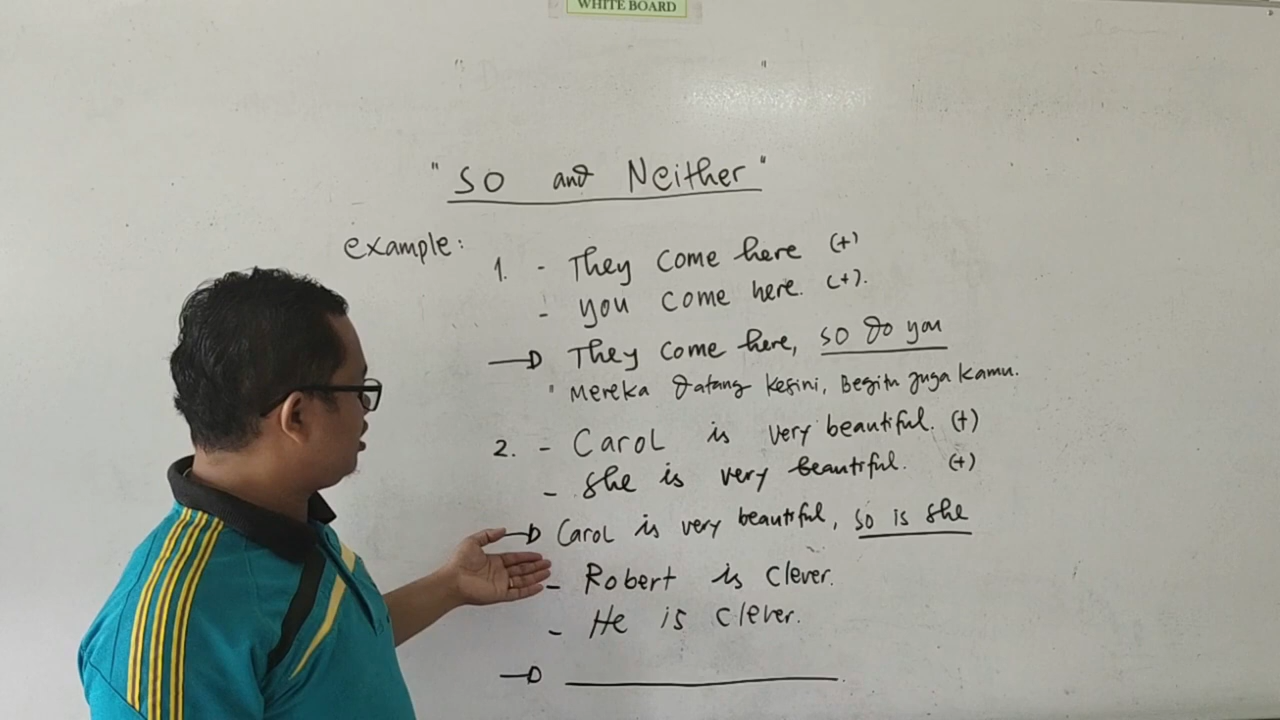 WHITE BOARD
" "
"SO and Neither"
example:
1. - They come here (+)
- you come here. (+).
They come here, so do you
" Mereka datang kesini, Begitu juga kamu.
2. - Carol is very beautiful. (+)
- She is very beautiful. (+)
Carol is very beautiful, so is she
- Robert is clever.
- He is clever.